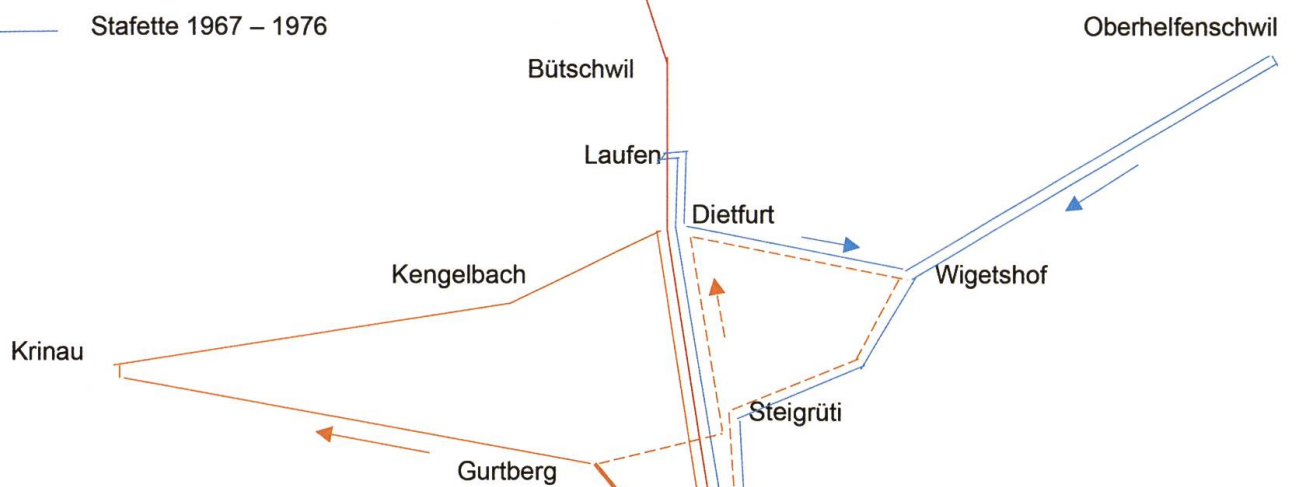 Stafette 1967 – 1976
Oberhelfenschwil
Bütschwil
Laufen
Dietfurt
Kengelbach
Wigetshof
Krinau
Steigrüti
Gurtberg